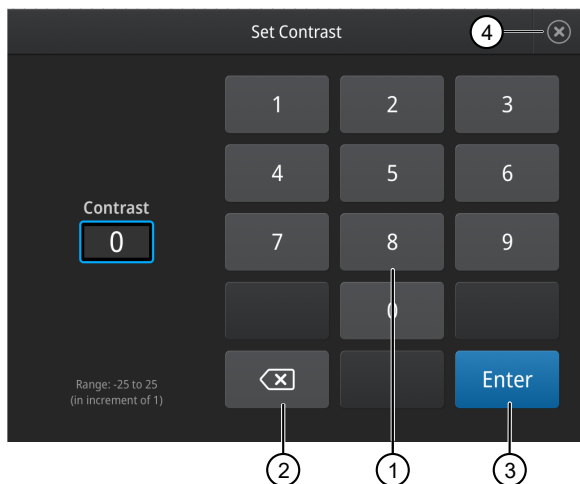 Set Contrast
4
1 2 3
4 5 6
Contrast
0
7 8 9
0
Range: -25 to 25
(in increment of 1)
Enter
2 1 3